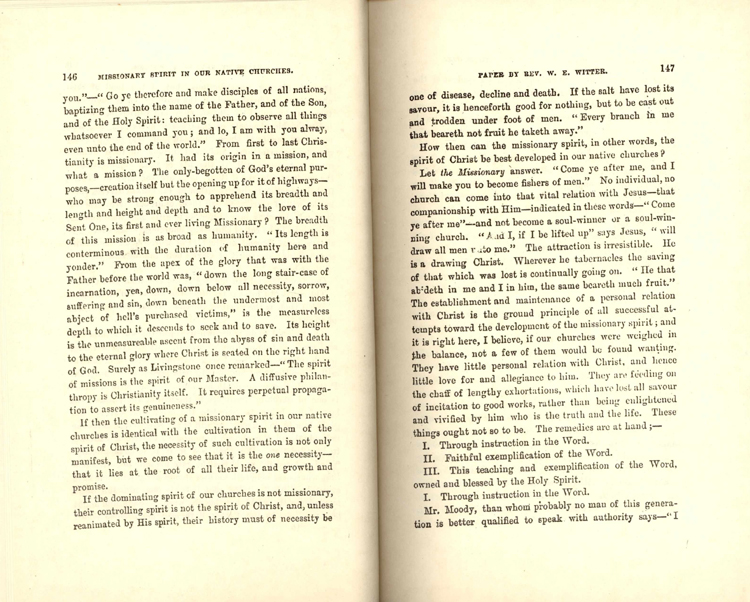 146 MISSIONARY SPIRIT IN OUR NATIVE CHURCHES.
you."—"Go ye therefore and make disciples of all nations,
baptizing them into the name of the Father, and of the Son,
and of the Holy Spirit: teaching them to observe all things
whatsoever I command you; and lo, I am with you alway,
even unto the end of the world." From first to last Chris-
tianity is missionary. It had its origin in a mission, and
what a mission? The only-begotten of God's eternal pur-
poses,—creation itself but the opening up for it of highways—
who may be strong enough to apprehend its breadth and
length and height and depth and to know the love of its
Sent One, its first and ever living Missionary? The breadth
of this mission is as broad as humanity. "Its length is
conterminous with the duration of humanity here and
yonder." From the apex of the glory that was with the
Father before the world was, "down the long stair-case of
incarnation, yea, down, down below all necessity, sorrow,
suffering and sin, down beneath the undermost and most
abject of hell's purchased victims," is the measureless
depth to which it descends to seek and to save. Its height
is the unmeasureable ascent from the abyss of sin and death
to the eternal glory where Christ is seated on the right hand
of God. Surely as Livingstone once remarked—"The spirit
of missions is the spirit of our Master. A diffusive philan-
thropy is Christianity itself. It requires perpetual propaga-
tion to assert its genuineness."
If then the cultivating of a missionary spirit in our native
churches is identical with the cultivation in them of the
spirit of Christ, the necessity of such cultivation is not only
manifest, but we come to see that it is the one necessity—
that it lies at the root of all their life, and growth and
promise.
If the dominating spirit of our churches is not missionary,
their controlling spirit is not the spirit of Christ, and, unless
reanimated by His spirit, their history must of necessity be
PAPER BY REV. W. E. WITTER. 147
one of disease, decline and death. If the salt have lost its
savour, it is henceforth good for nothing, but to be cast out
and trodden under foot of men. "Every branch in me
that beareth not fruit he taketh away."
How then can the missionary spirit, in other words, the
spirit of Christ be best developed in our native churches?
Let the Missionary answer. "Come ye after me, and I
will make you to become fishers of men." No individual, no
church can come into that vital relation with Jesus—that
companionship with Him—indicated in these words—"Come
ye after me"—and not become a soul-winner or a soul-win-
ning church. "And I, if I be lifted up" says Jesus, "will
draw all men unto me." The attraction is irresistible. He
is a drawing Christ. Wherever he tabernacles the saving
of that which was lost is continually going on. "He that
abideth in me and I in him, the same beareth much fruit."
The establishment and maintenance of a personal relation
with Christ is the ground principle of all successful at-
tempts toward the development of the missionary spirit; and
it is right here, I believe, if our churches were weighed in
the balance, not a few of them would be found wanting.
They have little personal relation with Christ, and hence
little love for and allegiance to him. They are feeding on
the chaff of lengthy exhortations, which have lost all savour
of incitation to good works, rather than being enlightened
and vivified by him who is the truth and the life. These
things ought not so to be. The remedies are at hand;—
I. Through instruction in the Word.
II. Faithful exemplification of the Word.
III. This teaching and exemplification of the Word,
owned and blessed by the Holy Spirit.
I. Through instruction in the Word.
Mr. Moody, than whom probably no man of this genera-
tion is better qualified to speak with authority says—"I